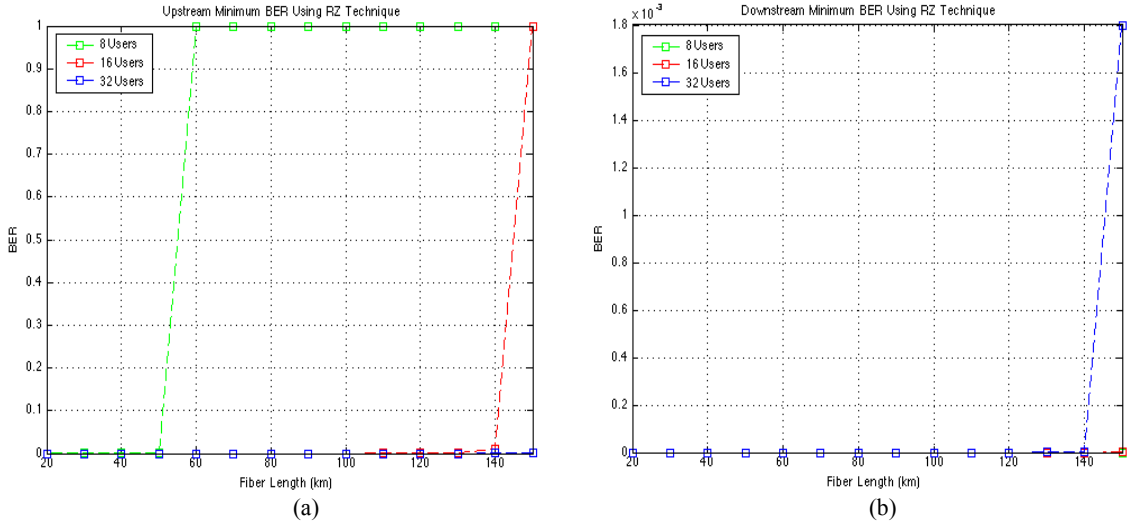 Upstream Minimum BER Using RZ Technique
1
0.9
0.8
0.7
0.6
0.5
0.4
0.3
0.2
0.1
0
BER
8 Users
16 Users
32 Users
20 40 60 80 100 120 140
Fiber Length (km)
(a)
Downstream Minimum BER Using RZ Technique
x 10⁻³
1.8
1.6
1.4
1.2
1
0.8
0.6
0.4
0.2
0
BER
8 Users
16 Users
32 Users
20 40 60 80 100 120 140
Fiber Length (km)
(b)